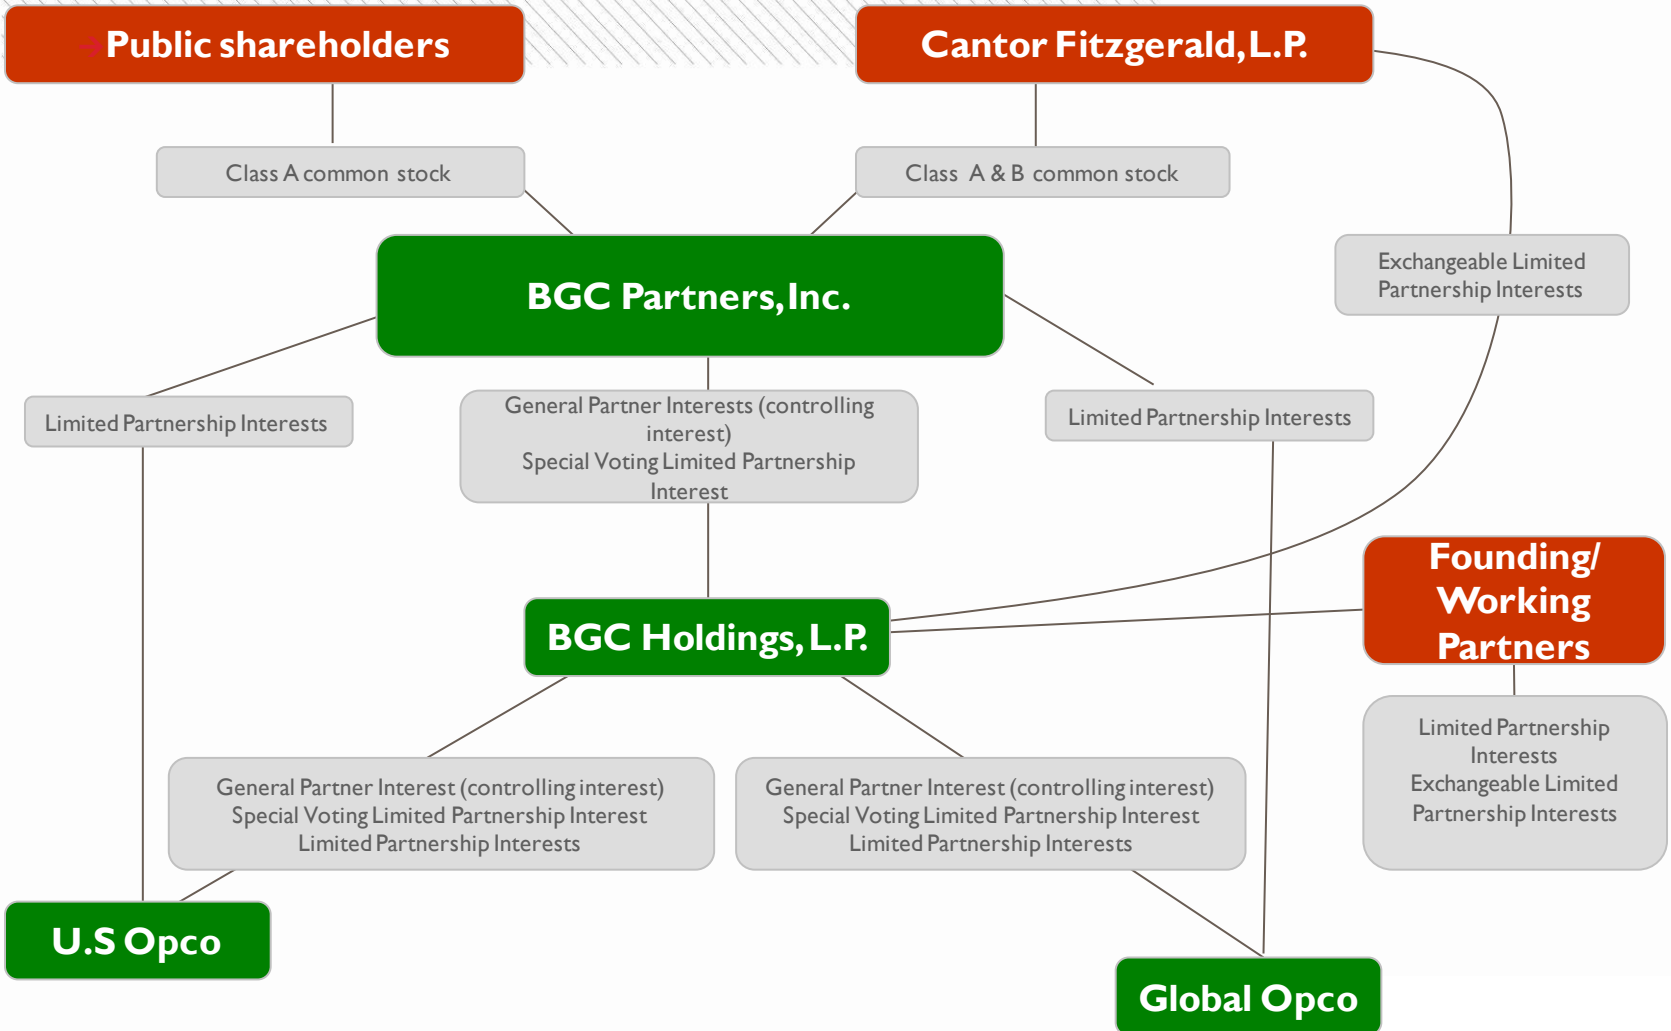 Public shareholders
Cantor Fitzgerald, L.P.
Class A common stock
Class A & B common stock
BGC Partners, Inc.
Exchangeable Limited
Partnership Interests
Limited Partnership Interests
General Partner Interests (controlling
interest)
Special Voting Limited Partnership
Interest
Limited Partnership Interests
Founding/
Working
Partners
BGC Holdings, L.P.
Limited Partnership
Interests
Exchangeable Limited
Partnership Interests
General Partner Interest (controlling interest)
Special Voting Limited Partnership Interest
Limited Partnership Interests
General Partner Interest (controlling interest)
Special Voting Limited Partnership Interest
Limited Partnership Interests
U.S Opco
Global Opco